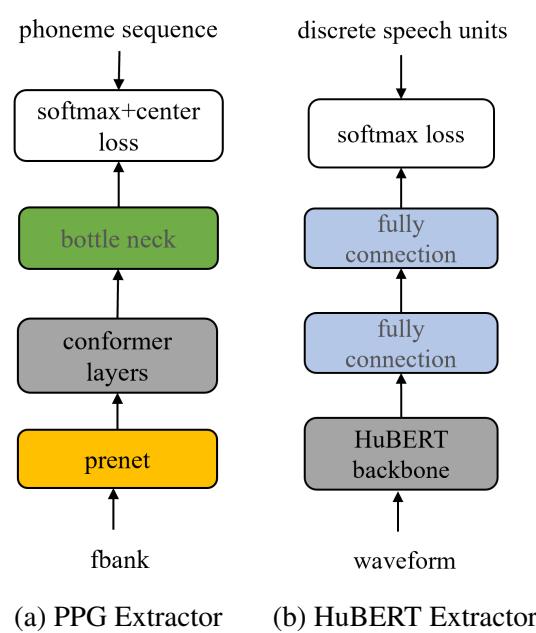 phoneme sequence
softmax+center
loss
bottle neck
conformer
layers
prenet
fbank
(a) PPG Extractor
discrete speech units
softmax loss
fully
connection
fully
connection
HuBERT
backbone
waveform
(b) HuBERT Extractor